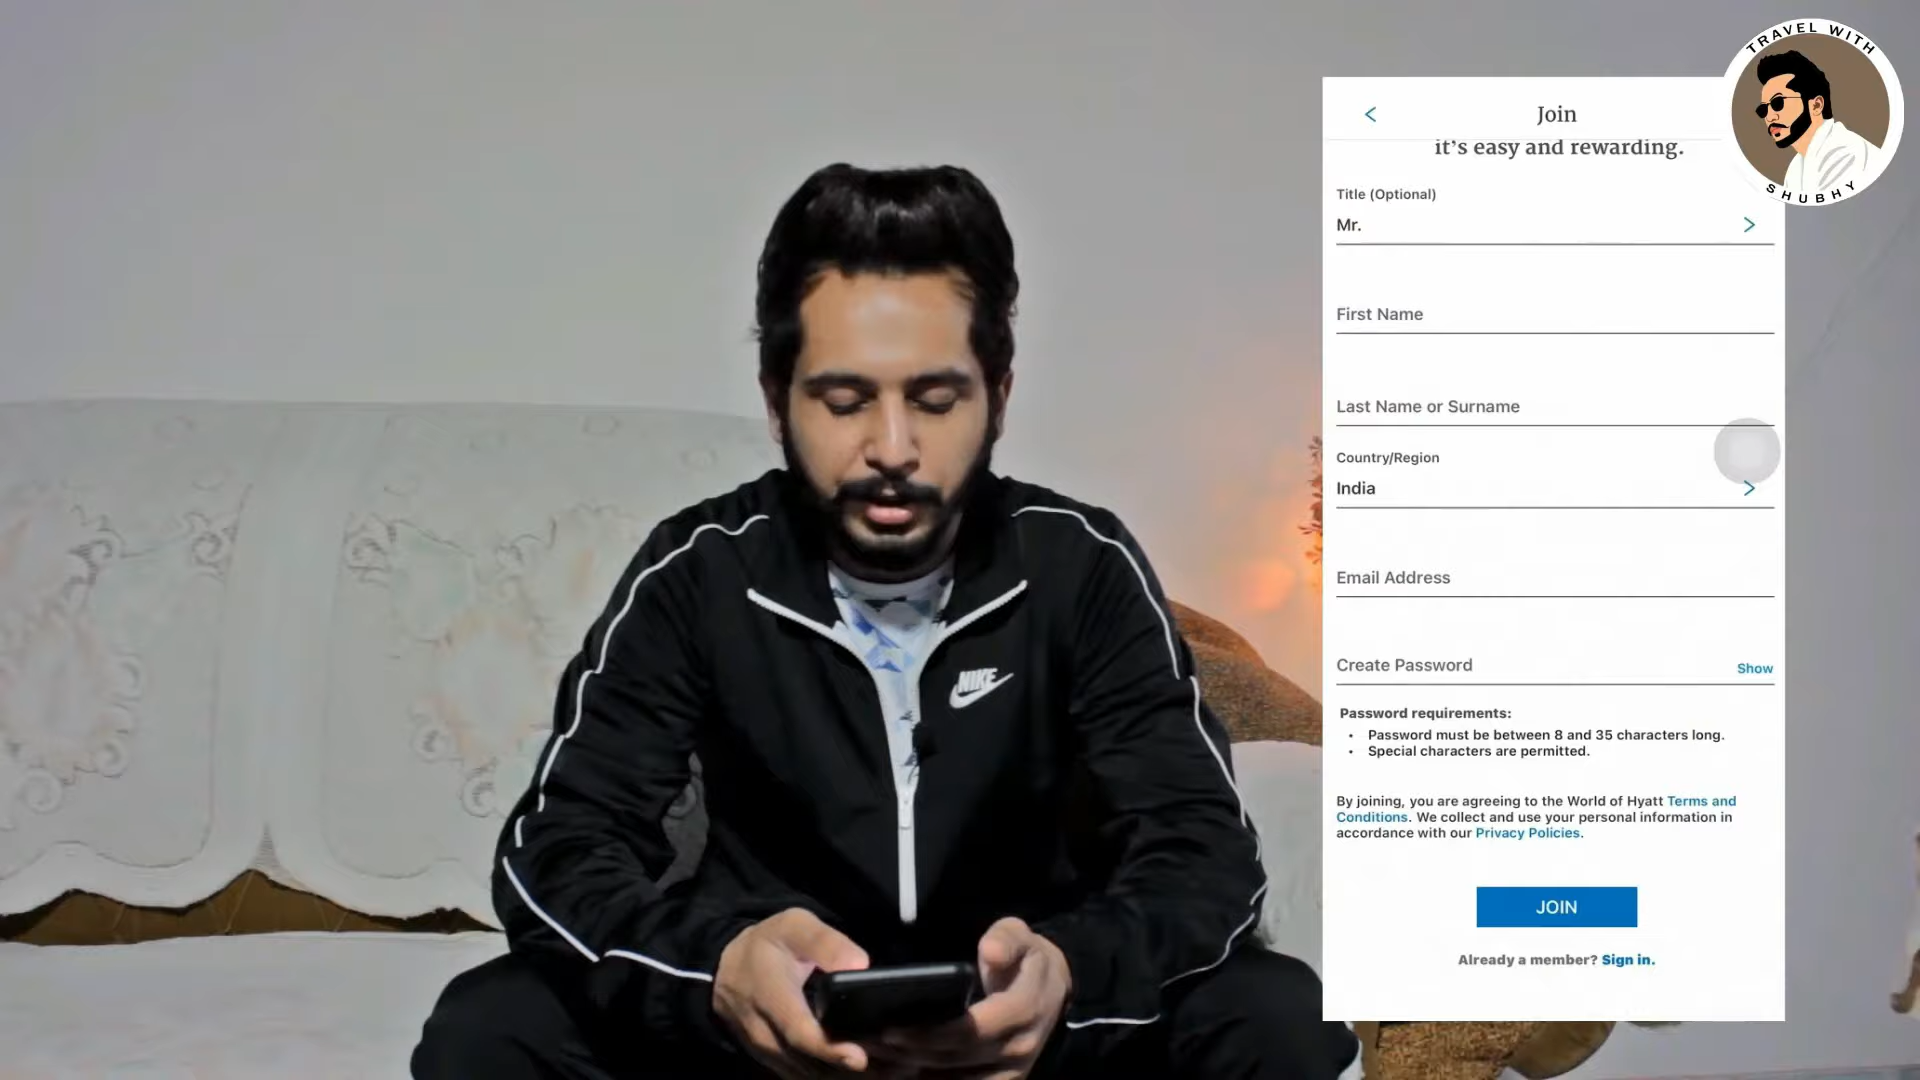 TRAVEL WITH
SHUBHY
Join
it's easy and rewarding.
Title (Optional)
Mr.
First Name
Last Name or Surname
Country/Region
India
Email Address
Create Password
Show
Password requirements:
• Password must be between 8 and 35 characters long.
• Special characters are permitted.
By joining, you are agreeing to the World of Hyatt Terms and
Conditions. We collect and use your personal information in
accordance with our Privacy Policies.
JOIN
Already a member? Sign in.
NIKE